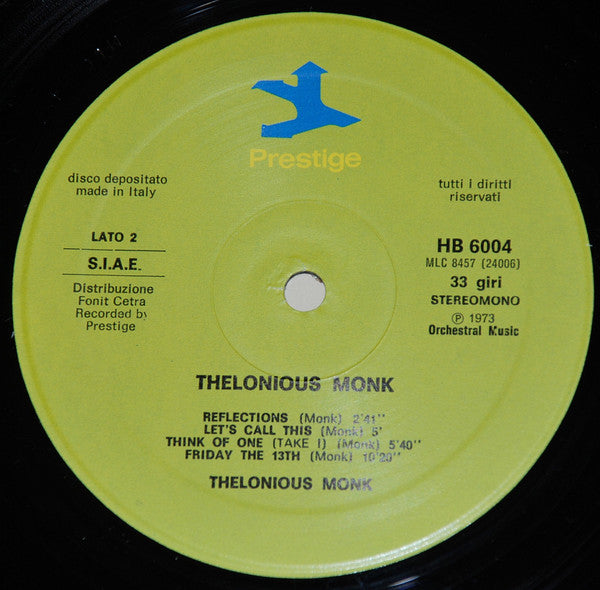 Prestige
disco depositato
made in Italy
tutti i diritti
riservati
LATO 2
S.I.A.E.
Distribuzione
Fonit Cetra
Recorded by
Prestige
HB 6004
MLC 8457 (24006)
33 giri
STEREOMONO
℗ 1973
Orchestral Music
THELONIOUS MONK
REFLECTIONS (Monk) 2'41"
LET'S CALL THIS (Monk) 5'
THINK OF ONE (TAKE I) (Monk) 5'40"
FRIDAY THE 13TH (Monk) 10'29"
THELONIOUS MONK